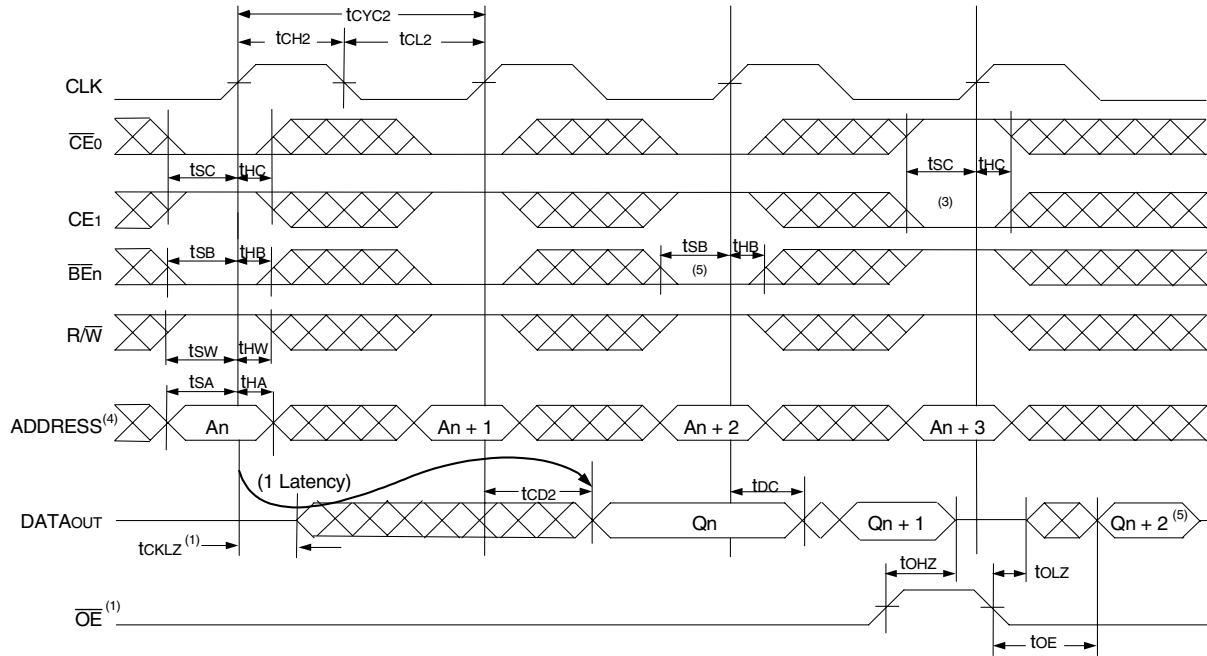 tCYC2
tCH2 tCL2
CLK
CE0
tSC tHC tSC tHC
(3)
CE1
tSB tHB tSB tHB
(5)
BEn
R/W
tSW tHW
tSA tHA
ADDRESS(4) An An + 1 An + 2 An + 3
(1 Latency) tCD2 tDC
DATAOUT Qn Qn + 1 Qn + 2(5)
tCKLZ(1)
tOHZ tOLZ
OE(1)
tOE